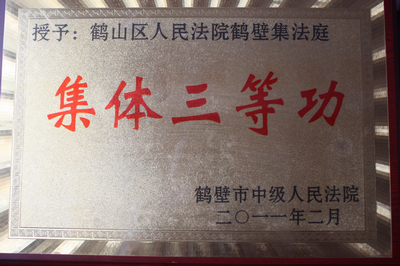 授予：鹤山区人民法院鹤壁集法庭
集体三等功
鹤壁市中级人民法院
二〇一一年二月